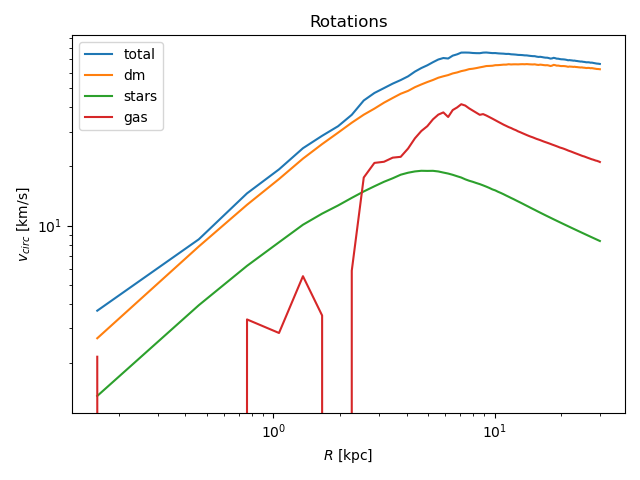 Rotations
total
dm
stars
gas
v_circ [km/s]
10^1
10^0
10^1
R [kpc]